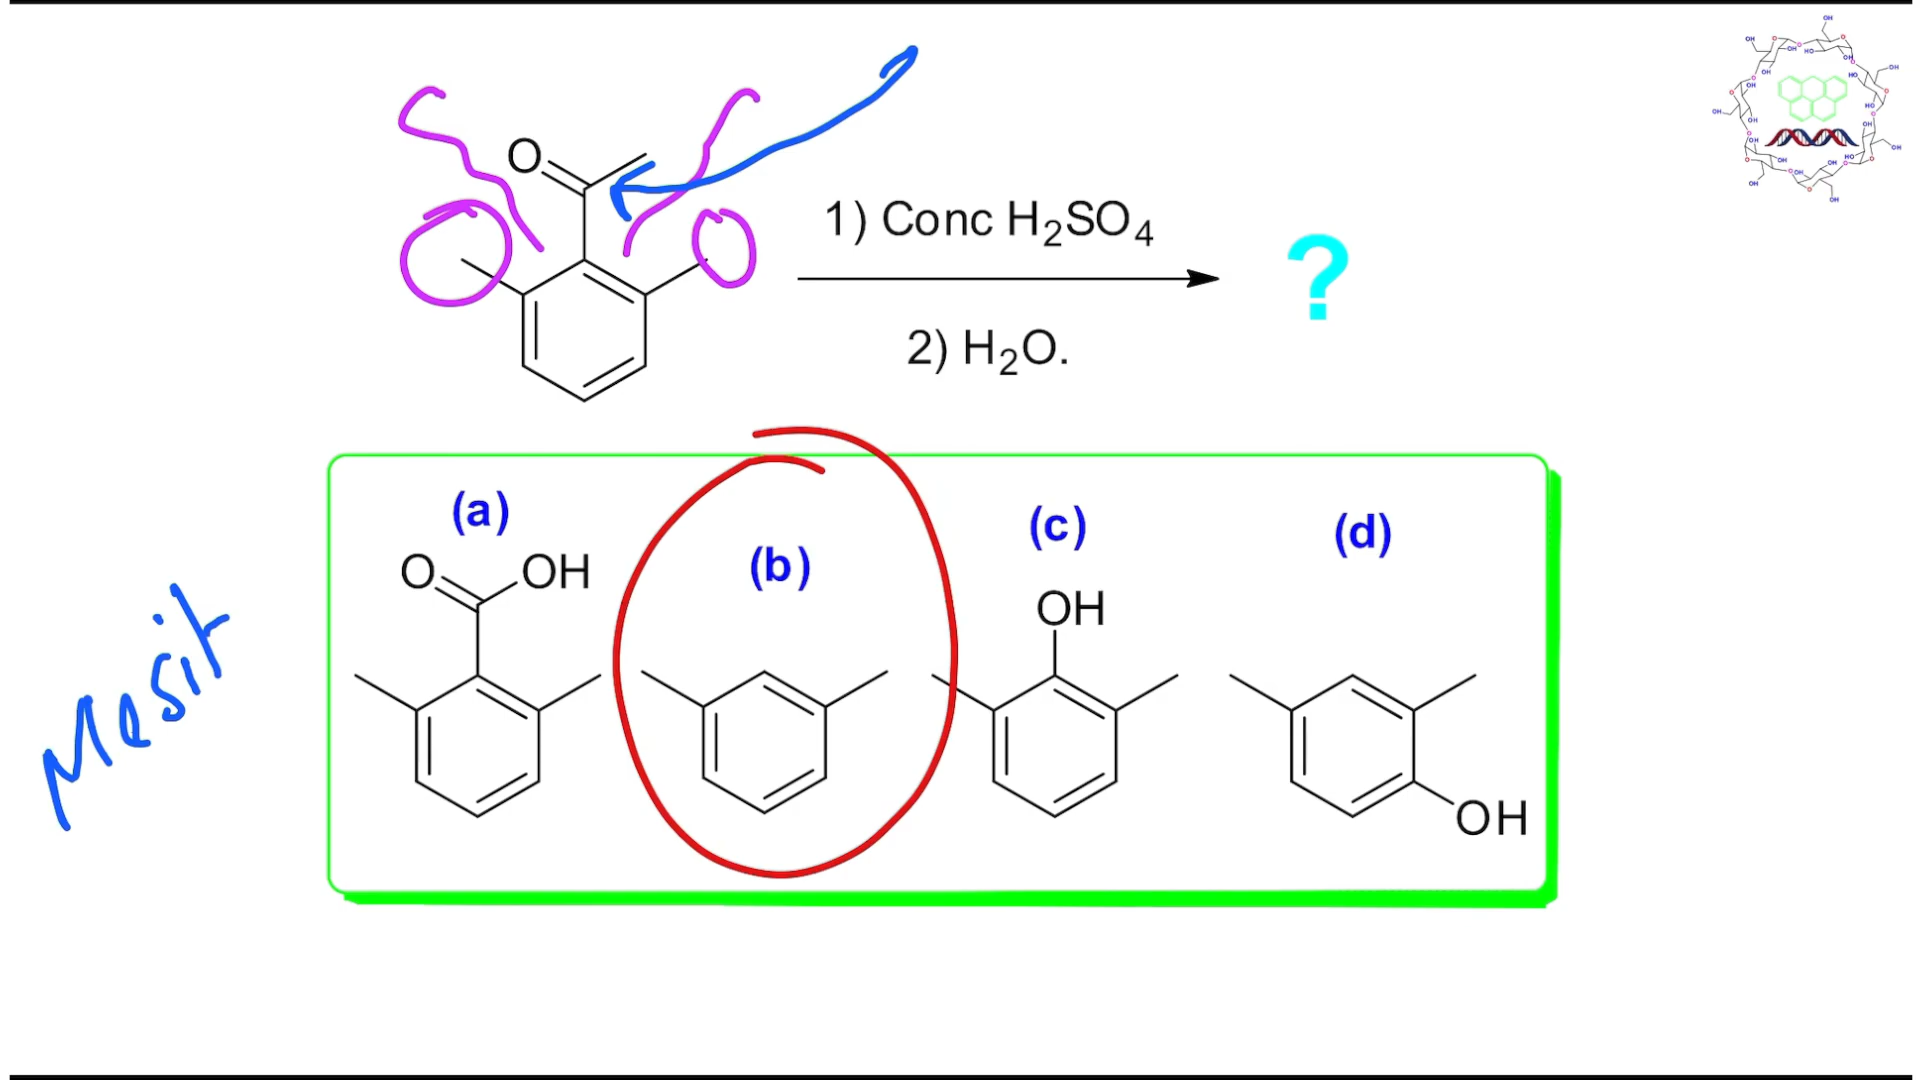 O
1) Conc H₂SO₄
?
2) H₂O.
(a) (b) (c) (d)
O OH
OH
OH
Mesit